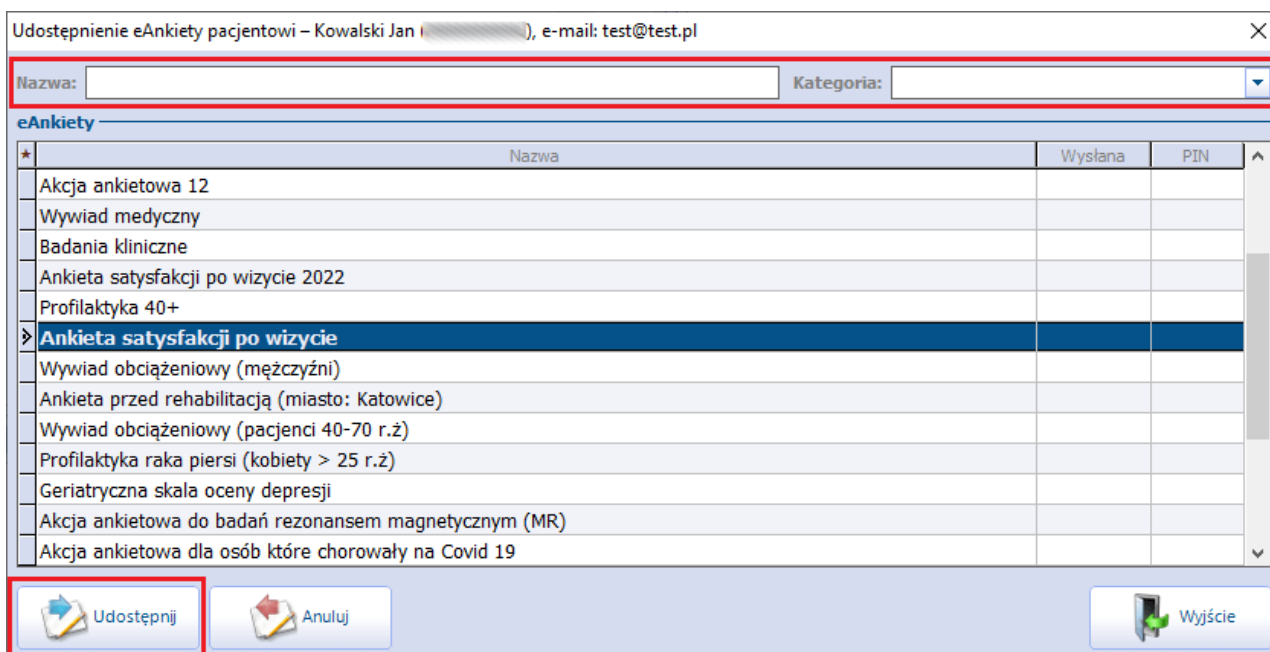 Udostępnienie eAnkiety pacjentowi – Kowalski Jan ( ), e-mail: test@test.pl
Nazwa: Kategoria:
eAnkiety
* Nazwa Wysłana PIN
Akcja ankietowa 12
Wywiad medyczny
Badania kliniczne
Ankieta satysfakcji po wizycie 2022
Profilaktyka 40+
Ankieta satysfakcji po wizycie
Wywiad obciążeniowy (mężczyźni)
Ankieta przed rehabilitacją (miasto: Katowice)
Wywiad obciążeniowy (pacjenci 40-70 r.ż)
Profilaktyka raka piersi (kobiety > 25 r.ż)
Geriatryczna skala oceny depresji
Akcja ankietowa do badań rezonansem magnetycznym (MR)
Akcja ankietowa dla osób które chorowały na Covid 19
Udostępnij Anuluj Wyjście